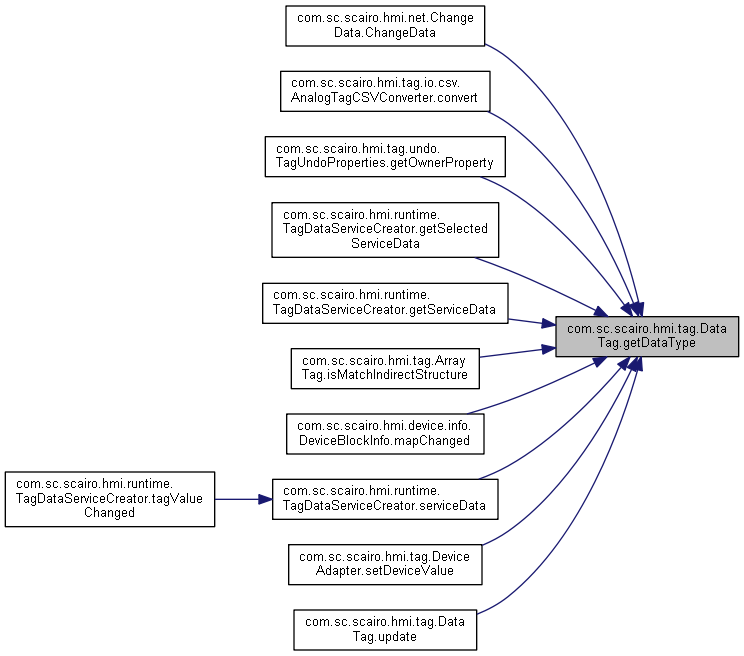 com.sc.scairo.hmi.net.Change
Data.ChangeData
com.sc.scairo.hmi.tag.io.csv.
AnalogTagCSVConverter.convert
com.sc.scairo.hmi.tag.undo.
TagUndoProperties.getOwnerProperty
com.sc.scairo.hmi.runtime.
TagDataServiceCreator.getSelected
ServiceData
com.sc.scairo.hmi.runtime.
TagDataServiceCreator.getServiceData
com.sc.scairo.hmi.tag.Data
Tag.getDataType
com.sc.scairo.hmi.tag.Array
Tag.isMatchIndirectStructure
com.sc.scairo.hmi.device.info.
DeviceBlockInfo.mapChanged
com.sc.scairo.hmi.runtime.
TagDataServiceCreator.tagValue
Changed
com.sc.scairo.hmi.runtime.
TagDataServiceCreator.serviceData
com.sc.scairo.hmi.tag.Device
Adapter.setDeviceValue
com.sc.scairo.hmi.tag.Data
Tag.update